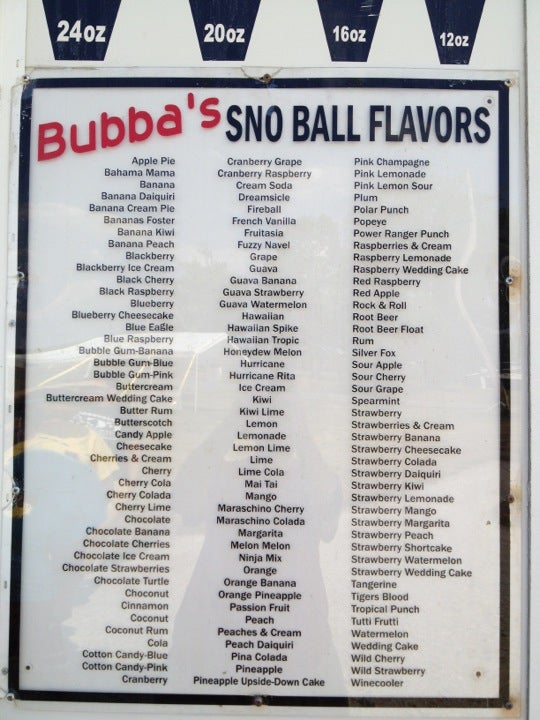 24oz
20oz
16oz
12oz
Bubba's SNO BALL FLAVORS
Apple Pie
Bahama Mama
Banana
Banana Daiquiri
Banana Cream Pie
Bananas Foster
Banana Kiwi
Banana Peach
Blackberry
Blackberry Ice Cream
Black Cherry
Black Raspberry
Blueberry
Blueberry Cheesecake
Blue Eagle
Blue Raspberry
Bubble Gum-Banana
Bubble Gum-Blue
Bubble Gum-Pink
Buttercream
Buttercream Wedding Cake
Butter Rum
Butterscotch
Candy Apple
Cheesecake
Cherries & Cream
Cherry
Cherry Cola
Cherry Colada
Cherry Lime
Chocolate
Chocolate Banana
Chocolate Cherries
Chocolate Ice Cream
Chocolate Strawberries
Chocolate Turtle
Choconut
Cinnamon
Coconut
Coconut Rum
Cola
Cotton Candy-Blue
Cotton Candy-Pink
Cranberry
Cranberry Grape
Cranberry Raspberry
Cream Soda
Dreamsicle
Fireball
French Vanilla
Fruitasia
Fuzzy Navel
Grape
Guava
Guava Banana
Guava Strawberry
Guava Watermelon
Hawaiian
Hawaiian Spike
Hawaiian Tropic
Honeydew Melon
Hurricane
Hurricane Rita
Ice Cream
Kiwi
Kiwi Lime
Lemon
Lemonade
Lemon Lime
Lime
Lime Cola
Mai Tai
Mango
Maraschino Cherry
Maraschino Colada
Margarita
Melon Melon
Ninja Mix
Orange
Orange Banana
Orange Pineapple
Passion Fruit
Peach
Peaches & Cream
Peach Daiquiri
Pina Colada
Pineapple
Pineapple Upside-Down Cake
Pink Champagne
Pink Lemonade
Pink Lemon Sour
Plum
Polar Punch
Popeye
Power Ranger Punch
Raspberries & Cream
Raspberry Lemonade
Raspberry Wedding Cake
Red Raspberry
Red Apple
Rock & Roll
Root Beer
Root Beer Float
Rum
Silver Fox
Sour Apple
Sour Cherry
Sour Grape
Spearmint
Strawberry
Strawberries & Cream
Strawberry Banana
Strawberry Cheesecake
Strawberry Colada
Strawberry Daiquiri
Strawberry Kiwi
Strawberry Lemonade
Strawberry Mango
Strawberry Margarita
Strawberry Peach
Strawberry Shortcake
Strawberry Watermelon
Strawberry Wedding Cake
Tangerine
Tigers Blood
Tropical Punch
Tutti Frutti
Watermelon
Wedding Cake
Wild Cherry
Wild Strawberry
Winecooler